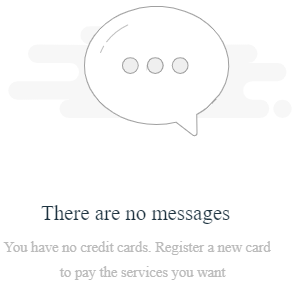 There are no messages
You have no credit cards. Register a new card
to pay the services you want